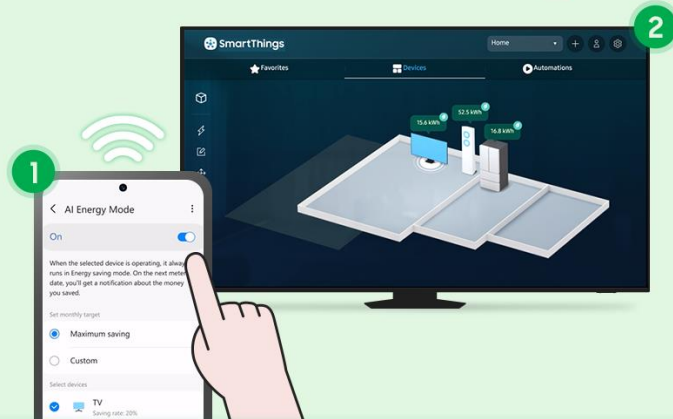 2
SmartThings
Home
Favorites
Devices
Automations
15.6 kWh
52.5 kWh
16.8 kWh
1
AI Energy Mode
On
When the selected device is operating, it alway
runs in Energy saving mode. On the next meter
date, you'll get a notification about the money
you saved.
Set monthly target
Maximum saving
Custom
Select devices
TV
Saving rate: 20%